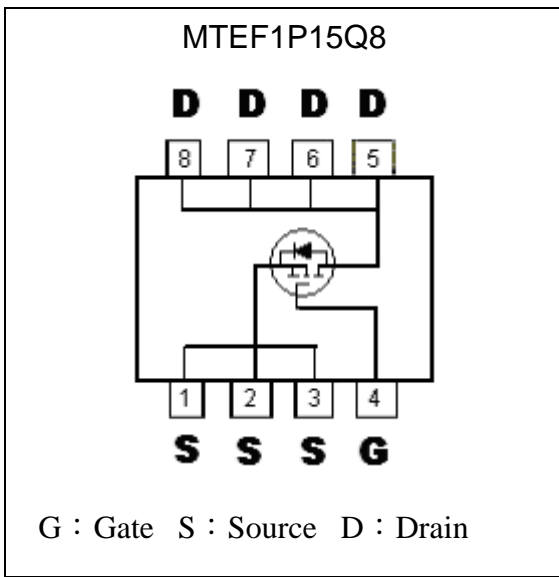 MTEF1P15Q8
D D D D
8 7 6 5
1 2 3 4
S S S G
G：Gate S：Source D：Drain